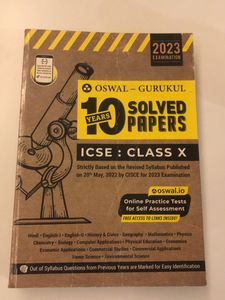 2023
EXAMINATION
OSWAL – GURUKUL
10 YEARS SOLVED
PAPERS
ICSE : CLASS X
Strictly Based on the Revised Syllabus Published
on 20th May, 2022 by CISCE for 2023 Examination
oswal.io
Online Practice Tests
for Self Assessment
FREE ACCESS TO LINKS INSIDE!
Hindi • English-I • English-II • History & Civics • Geography • Mathematics • Physics
Chemistry • Biology • Computer Applications • Physical Education • Economics
Economic Applications • Commercial Studies • Commercial Applications
Home Science • Environmental Science
Out of Syllabus Questions from Previous Years are Marked for Easy Identification